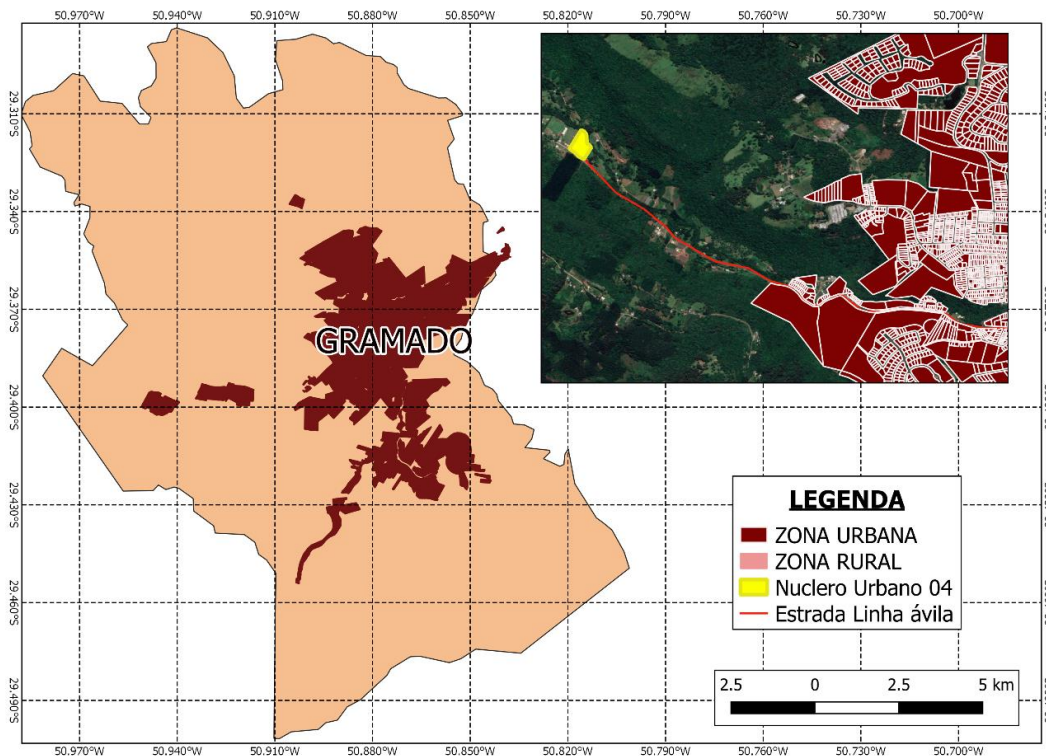 50.970°W 50.940°W 50.910°W 50.880°W 50.850°W 50.820°W 50.790°W 50.760°W 50.730°W 50.700°W
29.310°S
29.340°S
29.370°S
GRAMADO
29.400°S
29.430°S
29.460°S
29.490°S
LEGENDA
ZONA URBANA
ZONA RURAL
Nuclero Urbano 04
Estrada Linha ávila
2.5 0 2.5 5 km
50.970°W 50.940°W 50.910°W 50.880°W 50.850°W 50.820°W 50.790°W 50.760°W 50.730°W 50.700°W